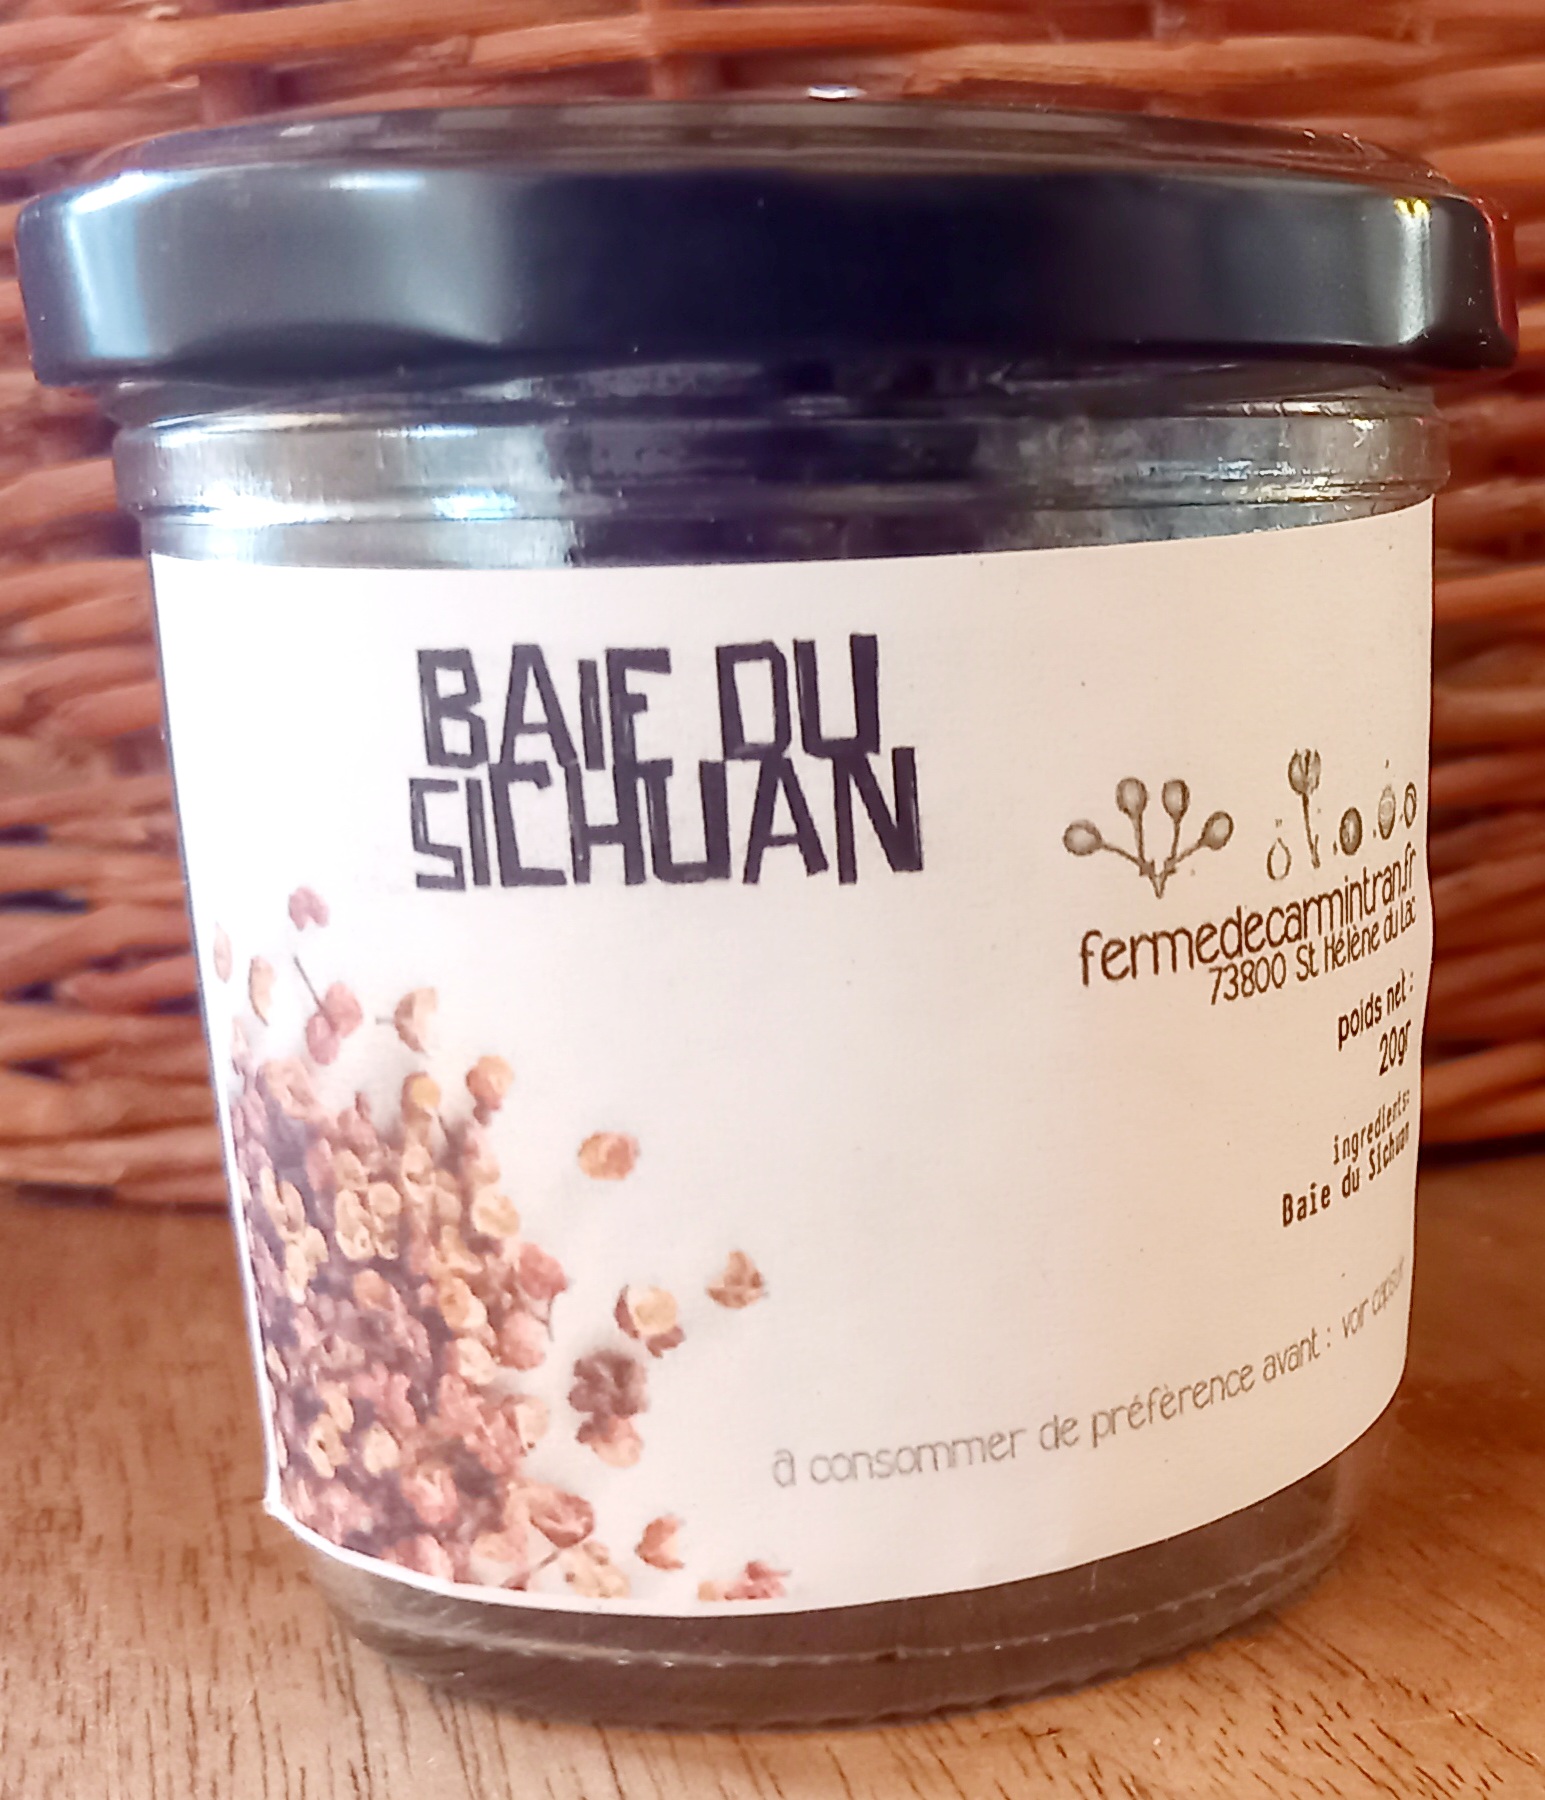 BAIE DU
SICHUAN
fermedecarmintran.fr
73800 St Hélène du Lac
poids net :
20gr
ingredients:
Baie du Sichuan
à consommer de préférence avant : voir